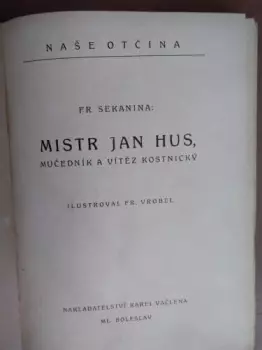 NAŠE OTČINA
FR. SEKANINA:
MISTR JAN HUS,
MUČEDNÍK A VÍTĚZ KOSTNICKÝ
ILUSTROVAL FR. VROBEL
NAKLADATELSTVÍ KAREL VAČLENA
ML. BOLESLAV